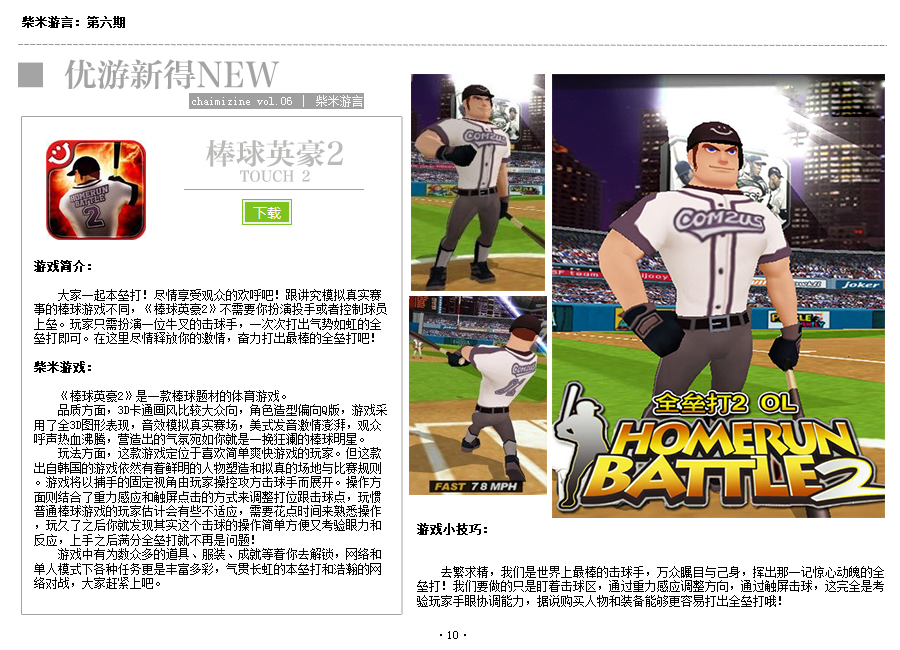 柴米游言：第六期
优游新得NEW
chaimizine vol.06 | 柴米游言
HOMERUN
BATTLE
2
棒球英豪2
TOUCH 2
下载
游戏简介：
大家一起本垒打！尽情享受观众的欢呼吧！跟讲究模拟真实赛
事的棒球游戏不同，《棒球英豪2》不需要你扮演投手或者控制球员
上垒。玩家只需扮演一位牛叉的击球手，一次次打出气势如虹的全
垒打即可。在这里尽情释放你的激情，奋力打出最棒的全垒打吧！
柴米游戏：
《棒球英豪2》是一款棒球题材的体育游戏。
品质方面，3D卡通画风比较大众向，角色造型偏向Q版，游戏采
用了全3D图形表现，音效模拟真实赛场，美式发音激情澎湃，观众
呼声热血沸腾，营造出的气氛宛如你就是一挽狂澜的棒球明星。
玩法方面，这款游戏定位于喜欢简单爽快游戏的玩家。但这款
出自韩国的游戏依然有着鲜明的人物塑造和拟真的场地与比赛规则
。游戏将以捕手的固定视角由玩家操控攻方击球手而展开。操作方
面则结合了重力感应和触屏点击的方式来调整打位跟击球点，玩惯
普通棒球游戏的玩家估计会有些不适应，需要花点时间来熟悉操作
，玩久了之后你就发现其实这个击球的操作简单方便又考验眼力和
反应，上手之后满分全垒打就不再是问题！
游戏中有为数众多的道具、服装、成就等着你去解锁，网络和
单人模式下各种任务更是丰富多彩，气贯长虹的本垒打和浩瀚的网
络对战，大家赶紧上吧。
COM2US
FAST 78 MPH
COM2US
SF team
joker
全垒打2 OL
HOMERUN
BATTLE 2
游戏小技巧：
去繁求精，我们是世界上最棒的击球手，万众瞩目与己身，挥出那一记惊心动魄的全
垒打！我们要做的只是盯着击球区，通过重力感应调整方向，通过触屏击球，这完全是考
验玩家手眼协调能力，据说购买人物和装备能够更容易打出全垒打哦！
·10·